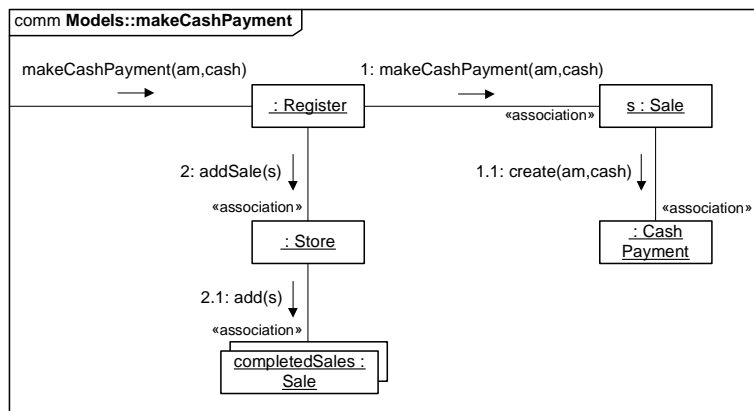 comm Models::makeCashPayment
makeCashPayment(am,cash)
1: makeCashPayment(am,cash)
: Register
«association»
s : Sale
2: addSale(s)
1.1: create(am,cash)
«association»
«association»
: Store
: Cash
Payment
2.1: add(s)
«association»
completedSales :
Sale